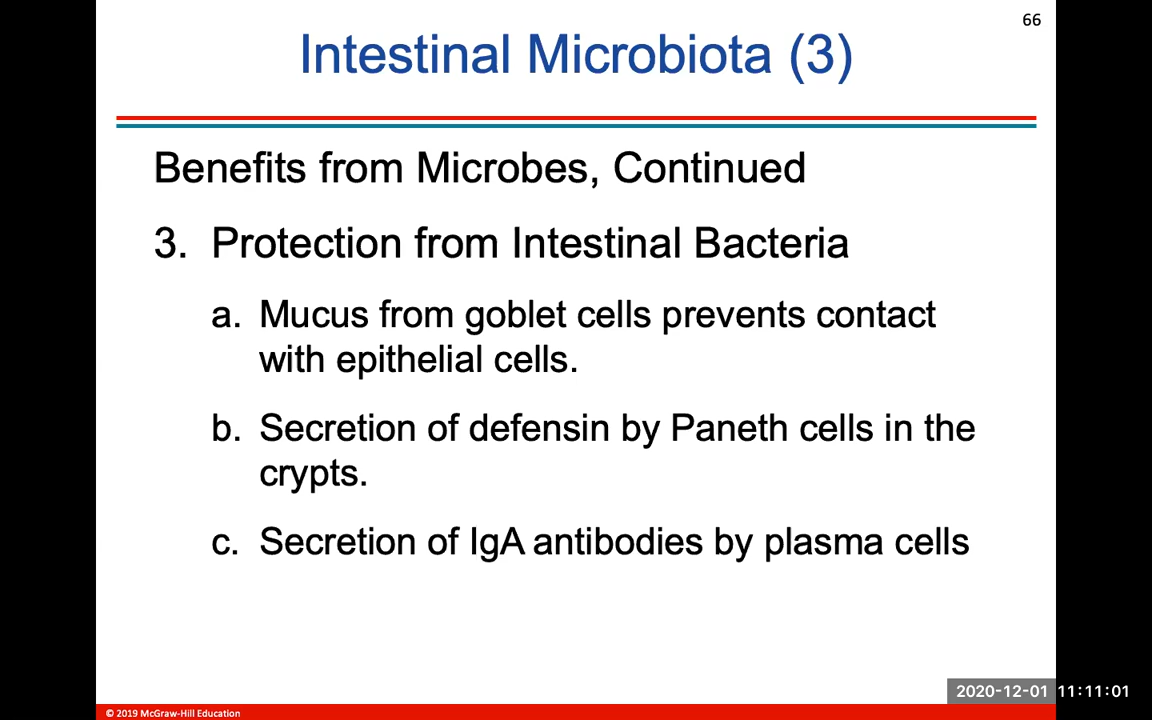 66
Intestinal Microbiota (3)
Benefits from Microbes, Continued
3. Protection from Intestinal Bacteria
a. Mucus from goblet cells prevents contact
with epithelial cells.
b. Secretion of defensin by Paneth cells in the
crypts.
c. Secretion of IgA antibodies by plasma cells
2020-12-01 11:11:01
© 2019 McGraw-Hill Education